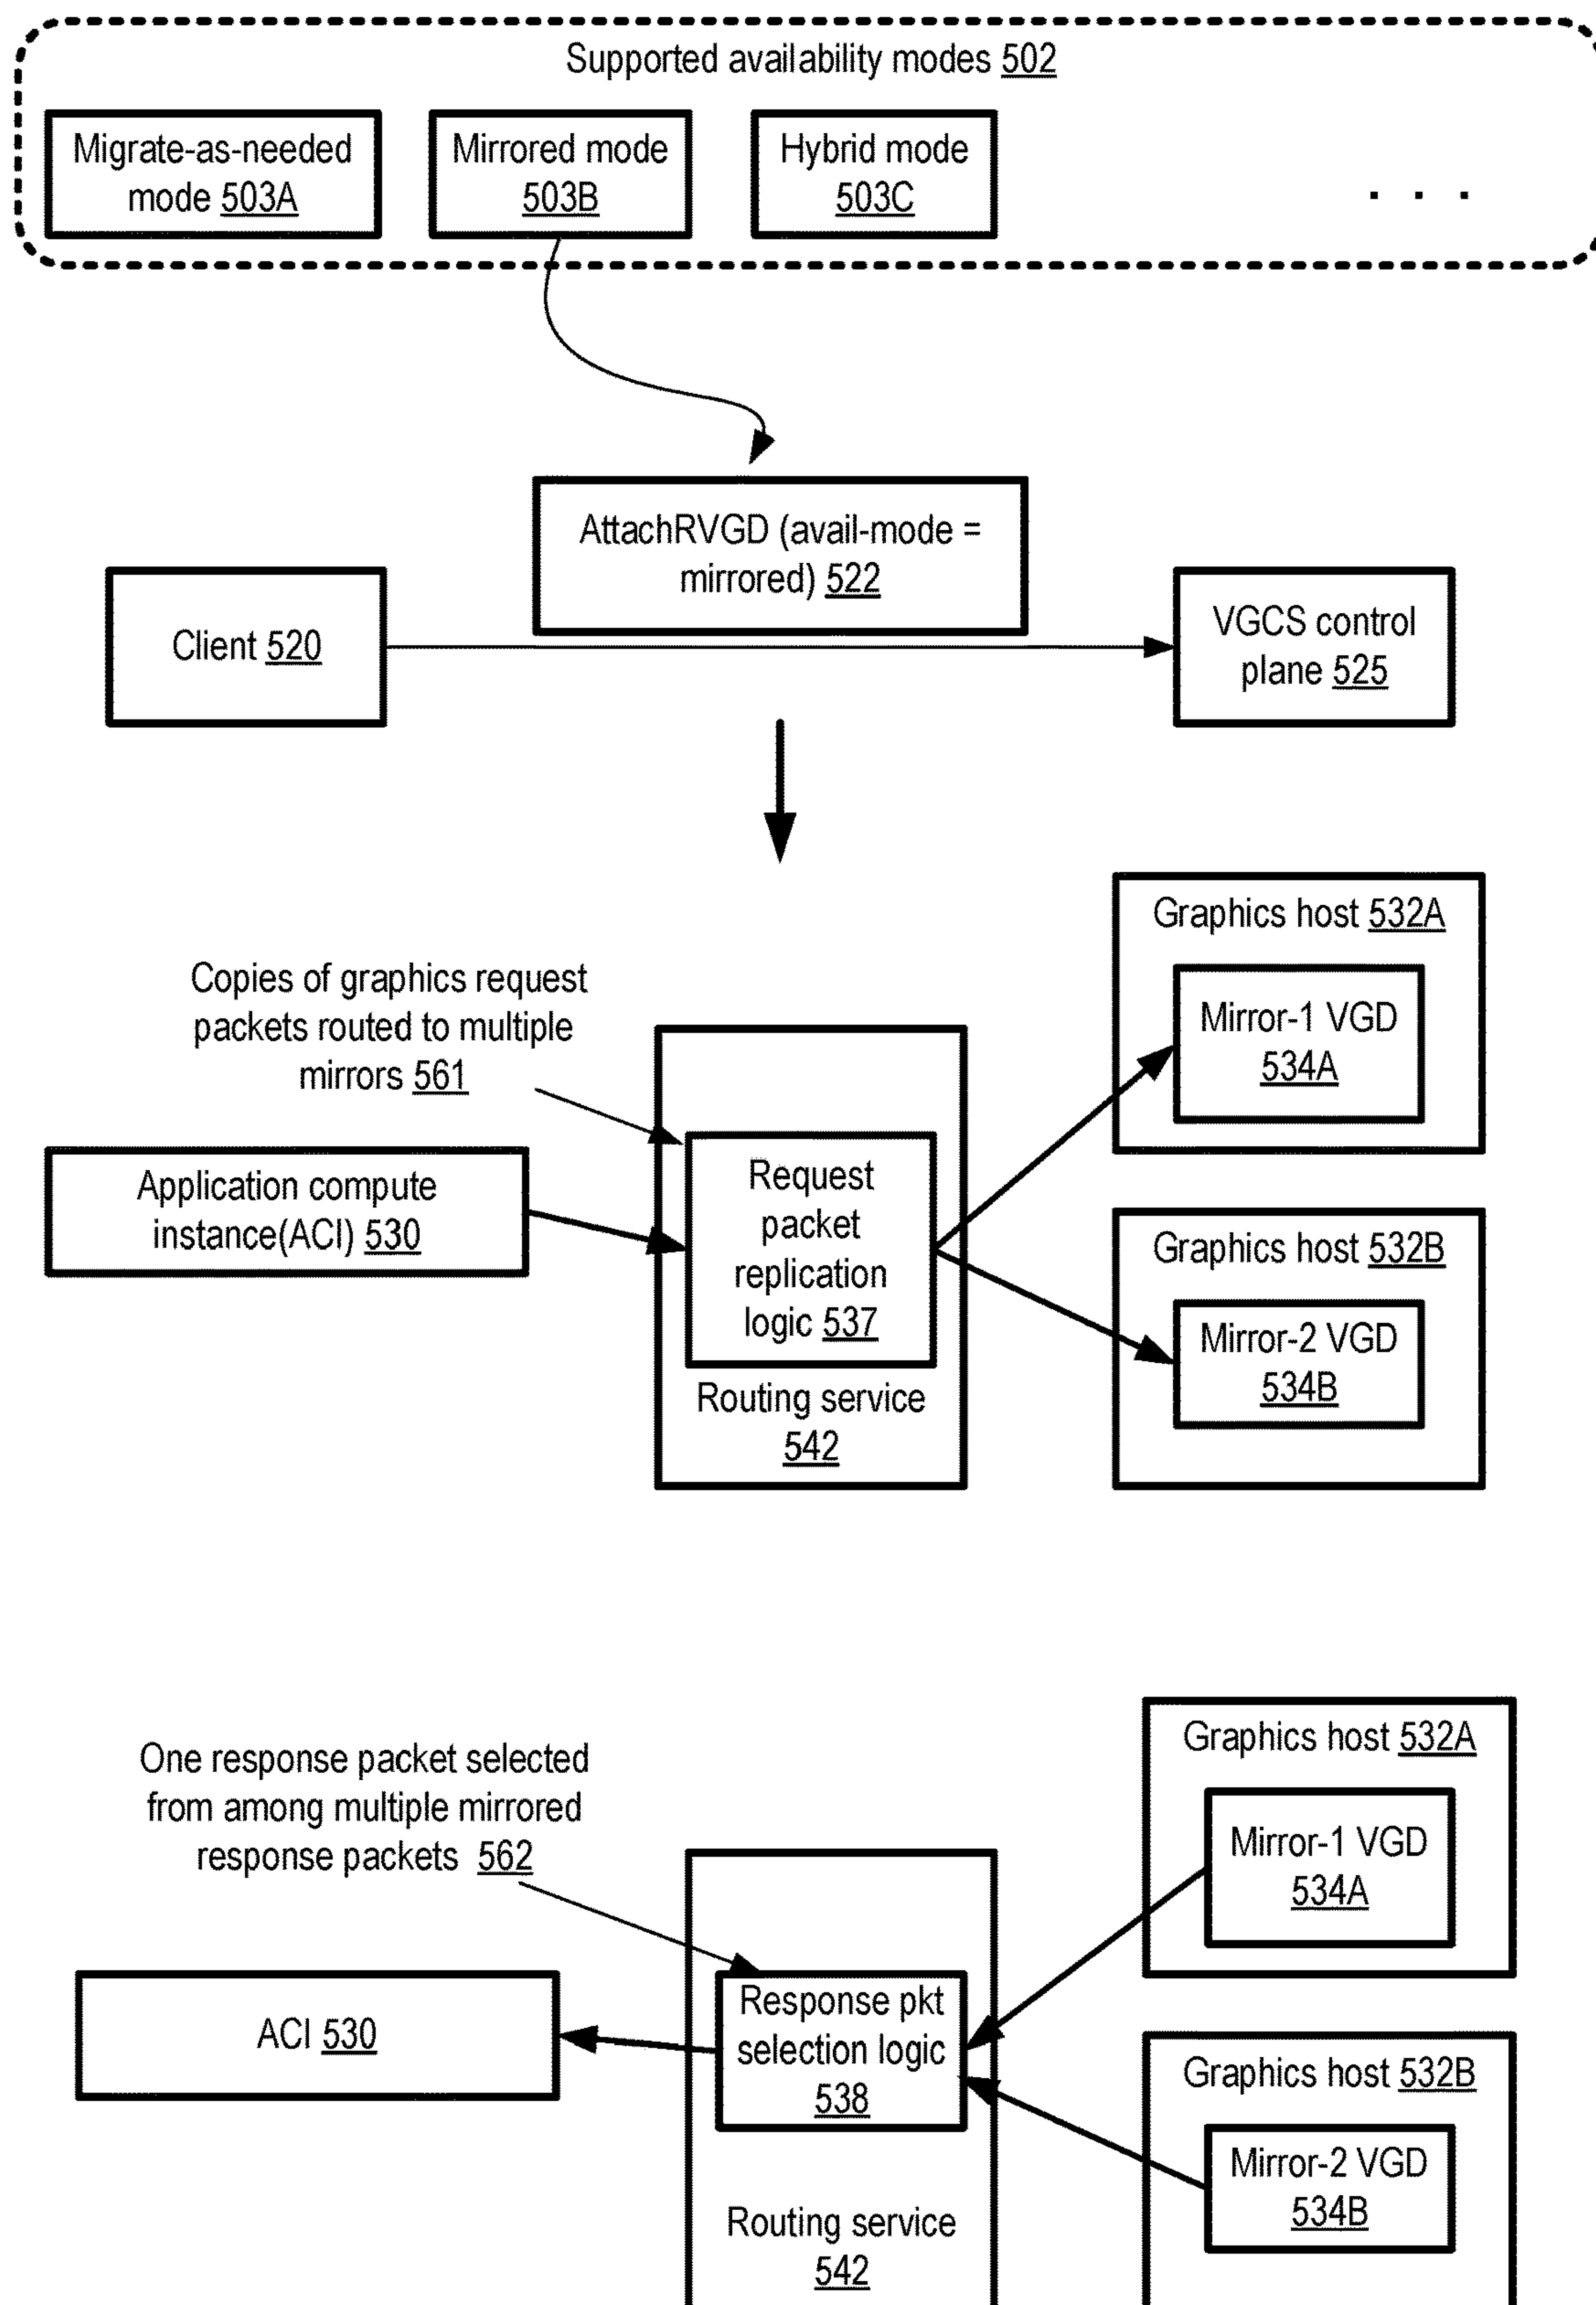 Supported availability modes 502
Migrate-as-needed
mode 503A
Mirrored mode
503B
Hybrid mode
503C
. . .
AttachRVGD (avail-mode =
mirrored) 522
Client 520
VGCS control
plane 525
Copies of graphics request
packets routed to multiple
mirrors 561
Application compute
instance(ACI) 530
Request
packet
replication
logic 537
Routing service
542
Graphics host 532A
Mirror-1 VGD
534A
Graphics host 532B
Mirror-2 VGD
534B
One response packet selected
from among multiple mirrored
response packets 562
ACI 530
Response pkt
selection logic
538
Routing service
542
Graphics host 532A
Mirror-1 VGD
534A
Graphics host 532B
Mirror-2 VGD
534B